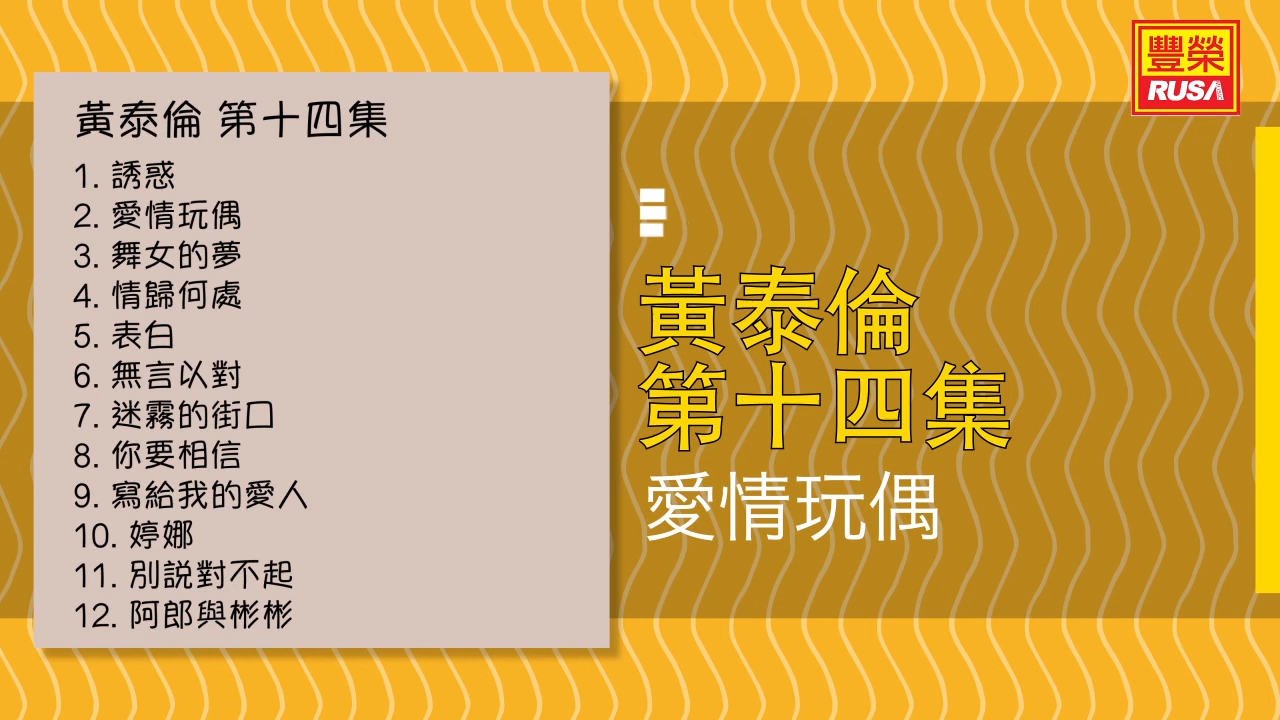 黃泰倫 第十四集
1. 誘惑
2. 愛情玩偶
3. 舞女的夢
4. 情歸何處
5. 表白
6. 無言以對
7. 迷霧的街口
8. 你要相信
9. 寫給我的愛人
10. 婷娜
11. 別説對不起
12. 阿郎與彬彬
豐榮
RUSA
黃泰倫
第十四集
愛情玩偶